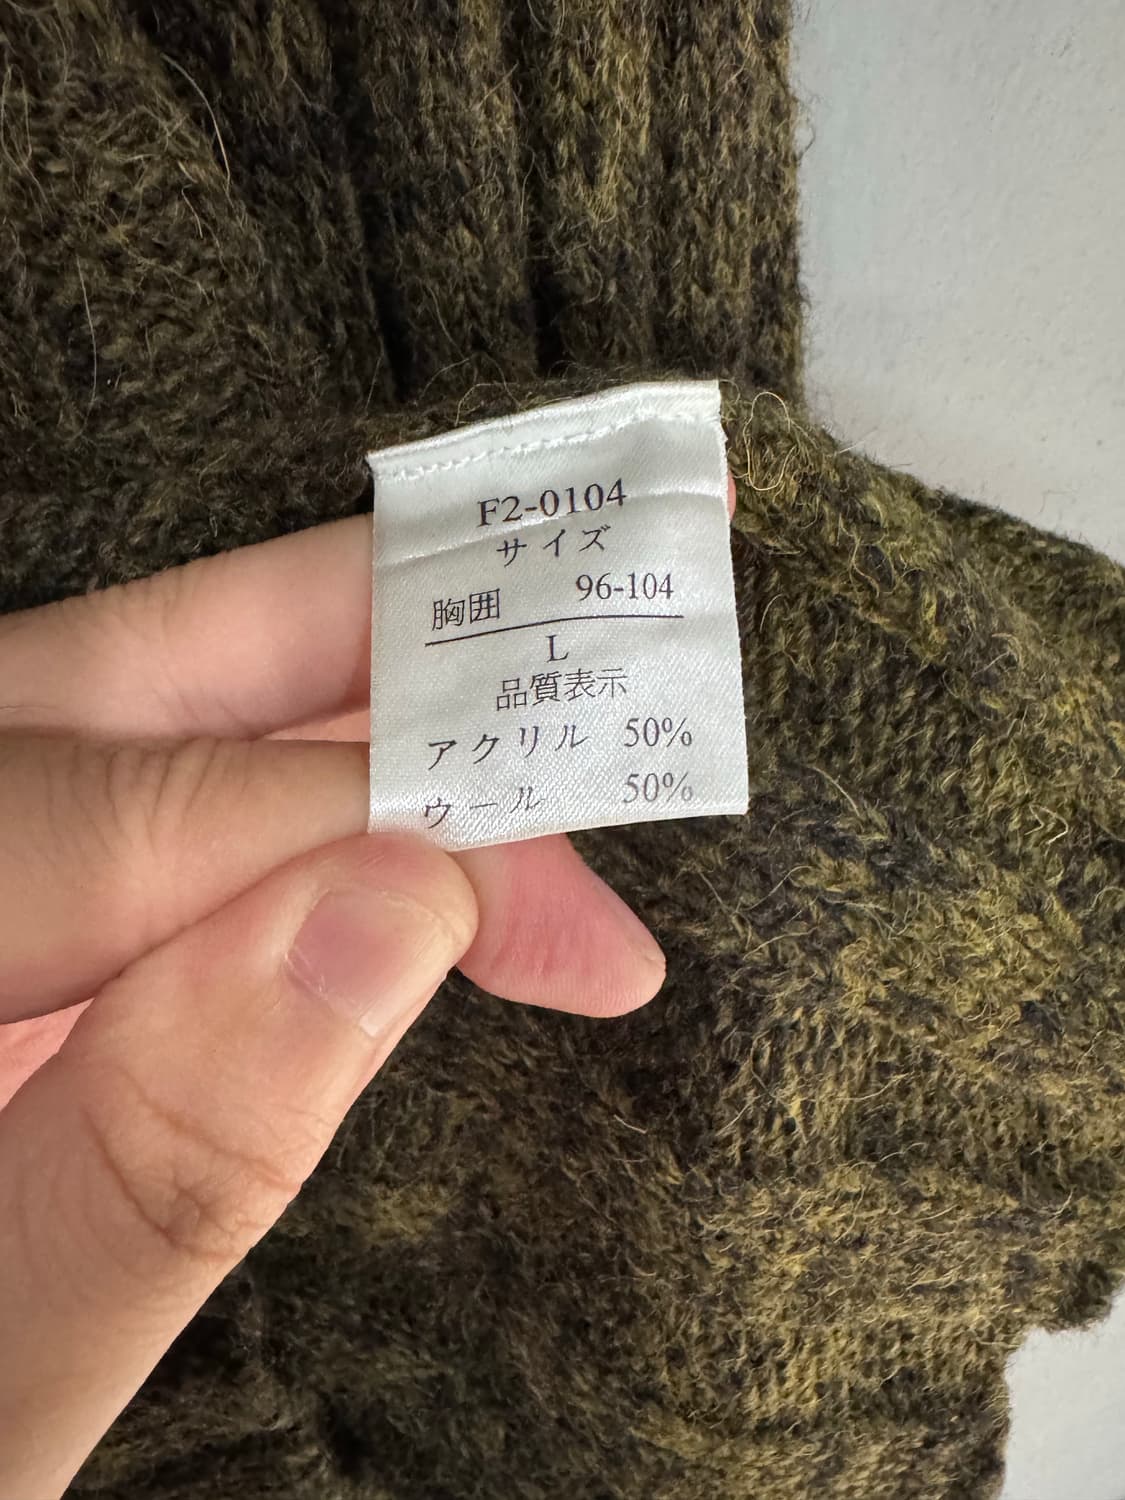 F2-0104
サイズ
胸囲 96-104
L
品質表示
アクリル 50%
ウール 50%